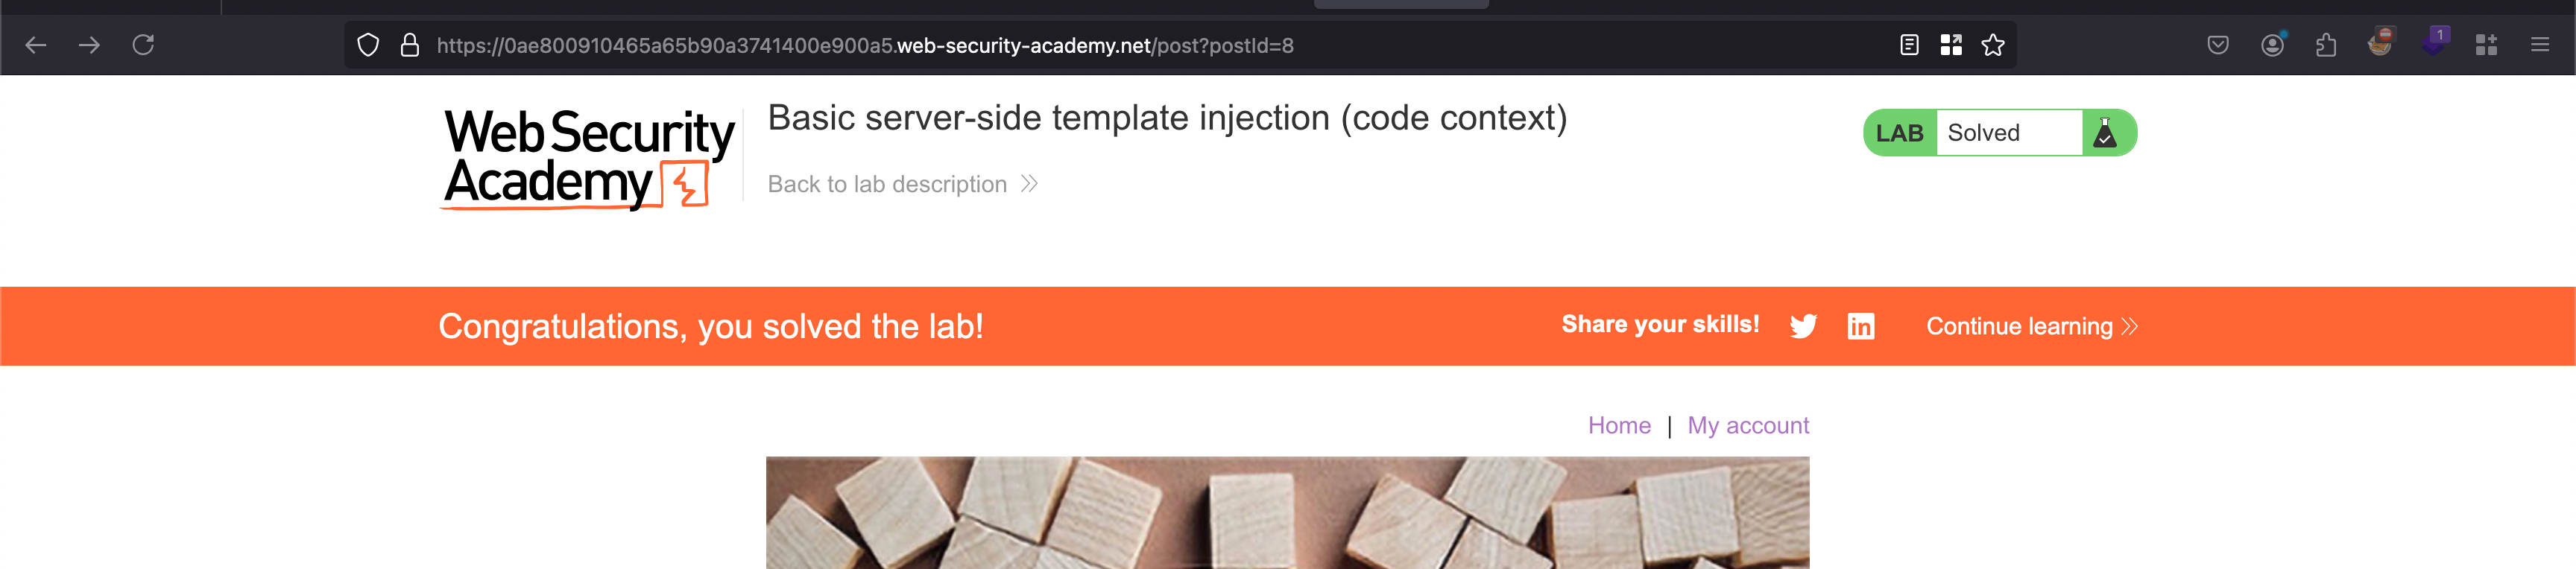 https://0ae800910465a65b90a3741400e900a5.web-security-academy.net/post?postId=8
1
Web Security
Academy
Basic server-side template injection (code context)
Back to lab description
LAB Solved
Congratulations, you solved the lab!
Share your skills!
in
Continue learning
Home | My account